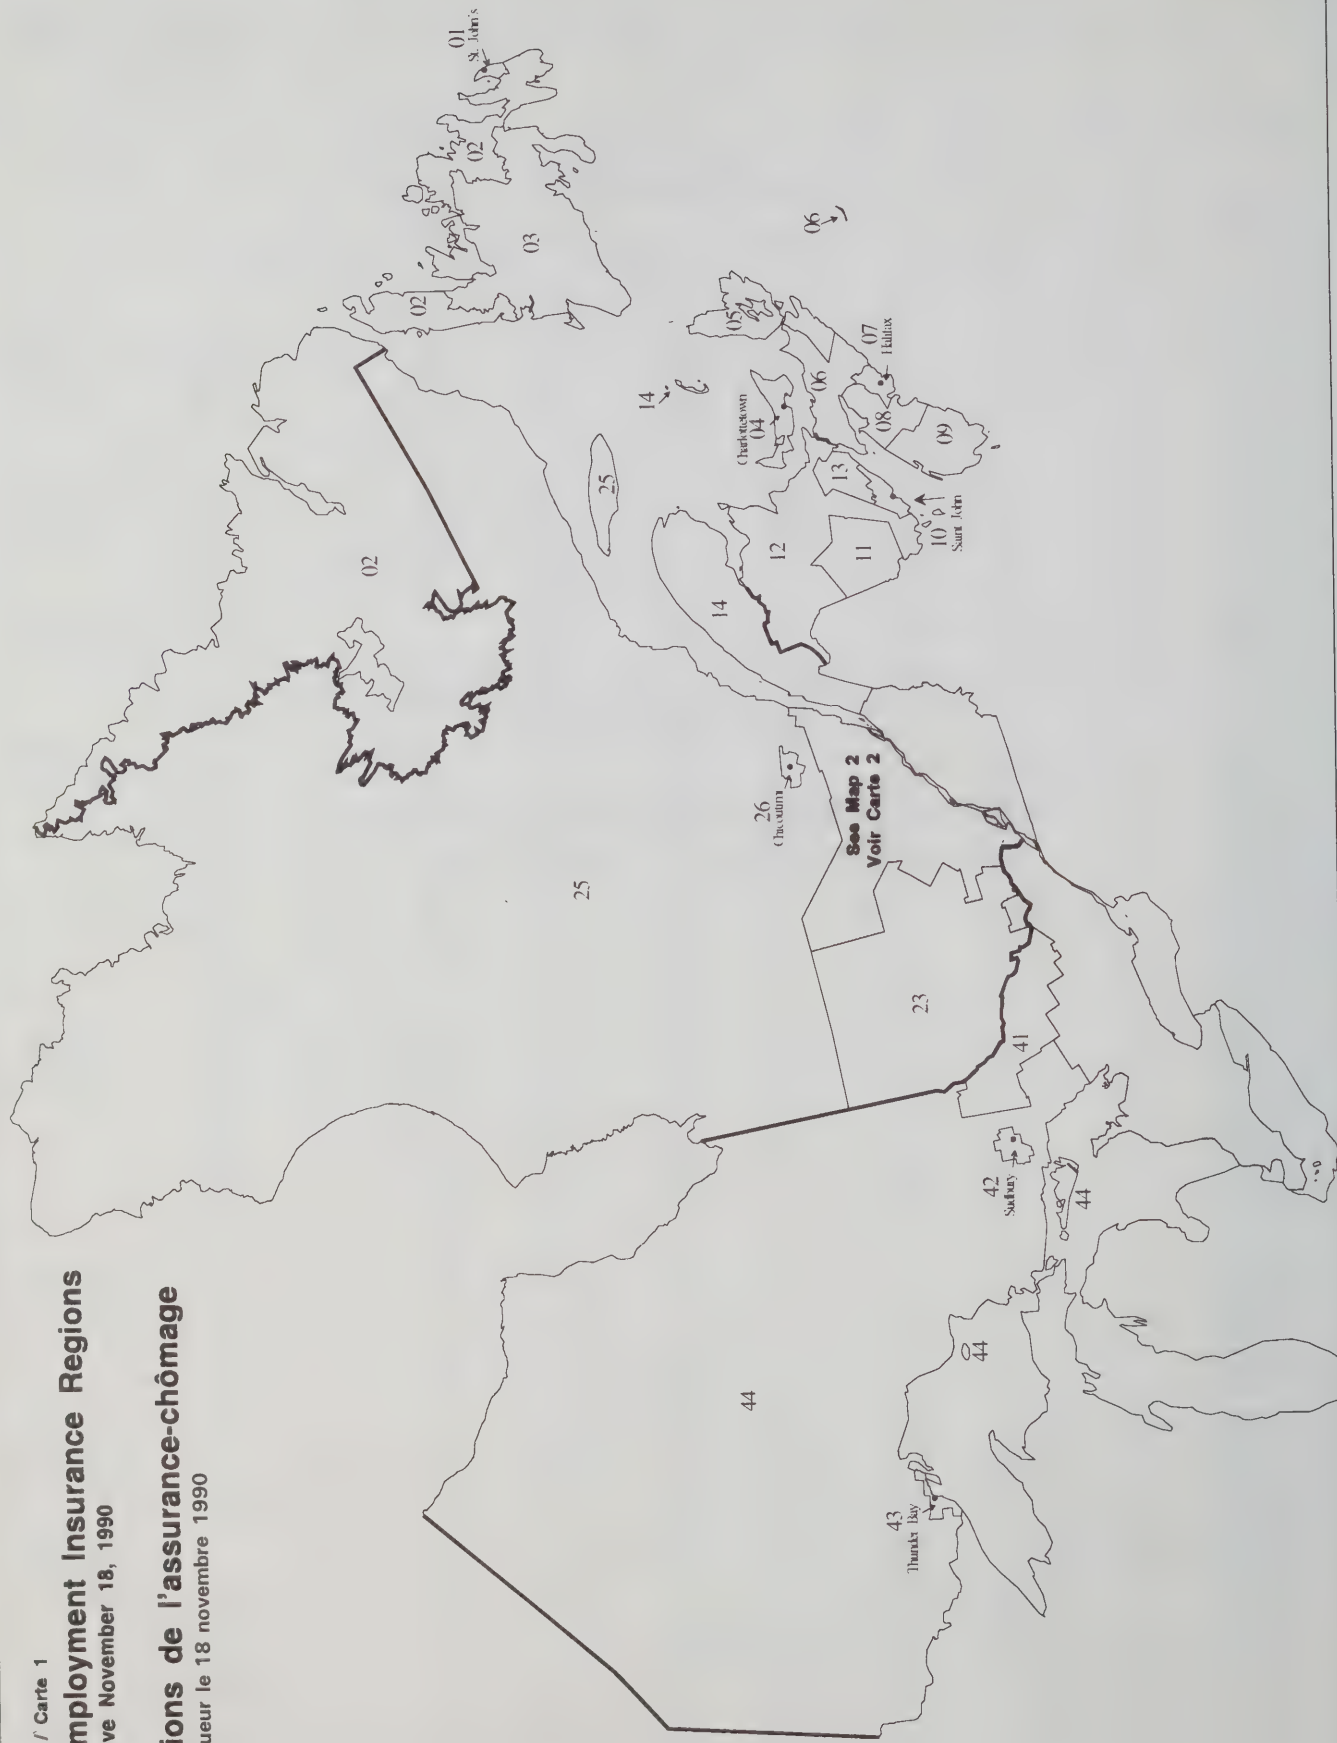 / Carte 1
mployment Insurance Regions
ve November 18, 1990
ions de l'assurance-chômage
ueur le 18 novembre 1990
01
St. John's
02
02
03
02
06
05
14
Charlottetown
04
06
07
Halifax
08
09
13
10
Saint John
11
12
14
25
25
26
Chicoutimi
See Map 2
Voir Carte 2
23
41
42
Sudbury
44
44
44
43
Thunder Bay
02